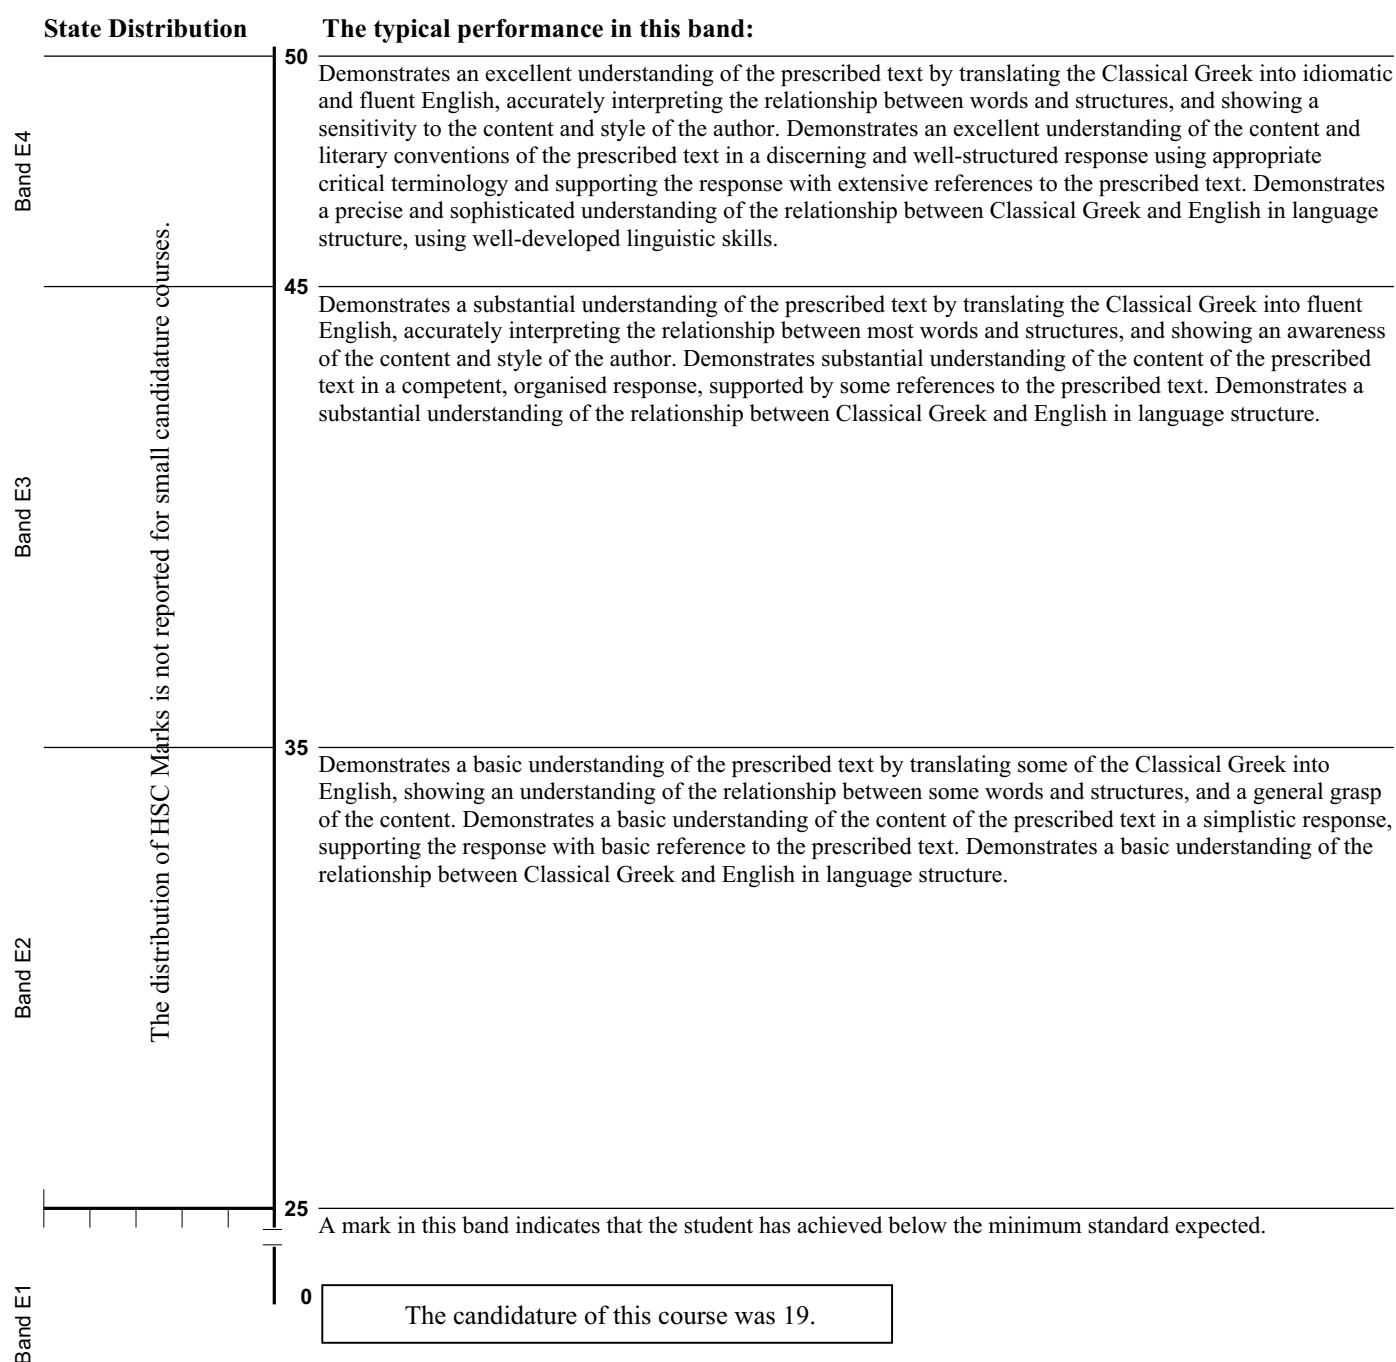 State Distribution
The typical performance in this band:
50
Demonstrates an excellent understanding of the prescribed text by translating the Classical Greek into idiomatic
and fluent English, accurately interpreting the relationship between words and structures, and showing a
sensitivity to the content and style of the author. Demonstrates an excellent understanding of the content and
literary conventions of the prescribed text in a discerning and well-structured response using appropriate
critical terminology and supporting the response with extensive references to the prescribed text. Demonstrates
a precise and sophisticated understanding of the relationship between Classical Greek and English in language
structure, using well-developed linguistic skills.
Band E4
45
Demonstrates a substantial understanding of the prescribed text by translating the Classical Greek into fluent
English, accurately interpreting the relationship between most words and structures, and showing an awareness
of the content and style of the author. Demonstrates substantial understanding of the content of the prescribed
text in a competent, organised response, supported by some references to the prescribed text. Demonstrates a
substantial understanding of the relationship between Classical Greek and English in language structure.
Band E3
The distribution of HSC Marks is not reported for small candidature courses.
35
Demonstrates a basic understanding of the prescribed text by translating some of the Classical Greek into
English, showing an understanding of the relationship between some words and structures, and a general grasp
of the content. Demonstrates a basic understanding of the content of the prescribed text in a simplistic response,
supporting the response with basic reference to the prescribed text. Demonstrates a basic understanding of the
relationship between Classical Greek and English in language structure.
Band E2
25
A mark in this band indicates that the student has achieved below the minimum standard expected.
0
The candidature of this course was 19.
Band E1